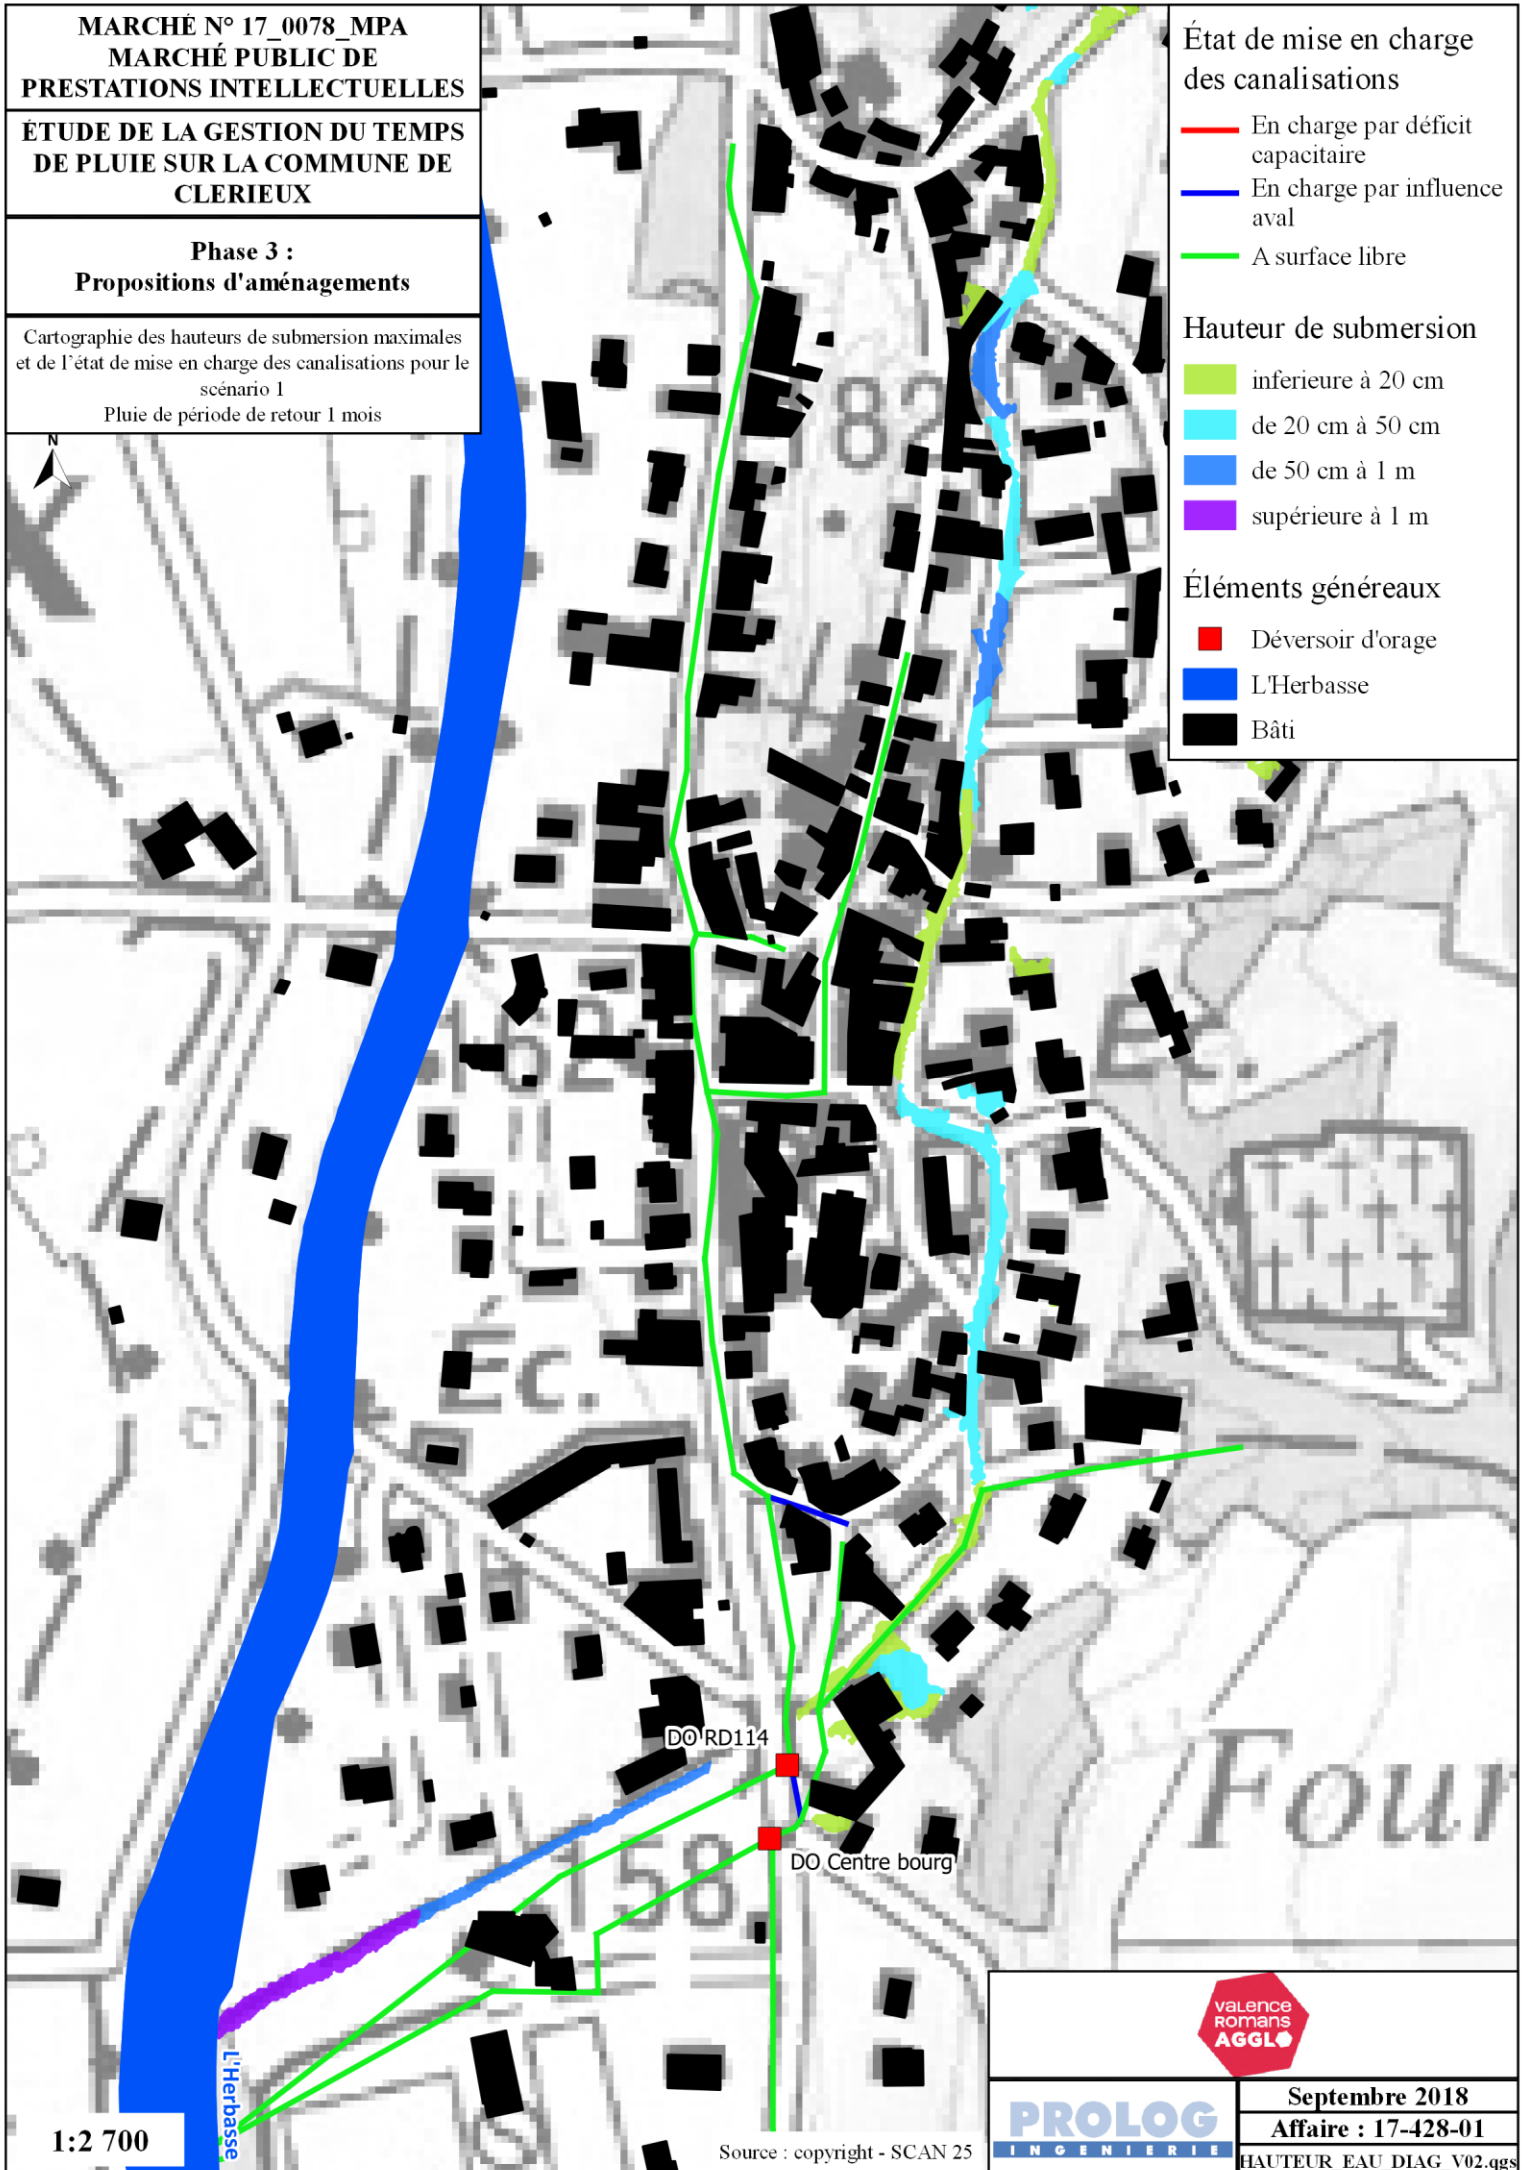 MARCHÉ N° 17_0078_MPA
MARCHÉ PUBLIC DE
PRESTATIONS INTELLECTUELLES
ÉTUDE DE LA GESTION DU TEMPS
DE PLUIE SUR LA COMMUNE DE
CLERIEUX
Phase 3 :
Propositions d'aménagements
Cartographie des hauteurs de submersion maximales
et de l'état de mise en charge des canalisations pour le
scénario 1
Pluie de période de retour 1 mois
N
État de mise en charge
des canalisations
En charge par déficit
capacitaire
En charge par influence
aval
A surface libre
Hauteur de submersion
inferieure à 20 cm
de 20 cm à 50 cm
de 50 cm à 1 m
supérieure à 1 m
Éléments généreaux
Déversoir d'orage
L'Herbasse
Bâti
82
E.
Ec.
DO RD114
DO Centre bourg
158
Four
L'Herbasse
1:2 700
Source : copyright - SCAN 25
valence
romans
AGGLO
PROLOG
INGENIERIE
Septembre 2018
Affaire : 17-428-01
HAUTEUR_EAU_DIAG_V02.qgs